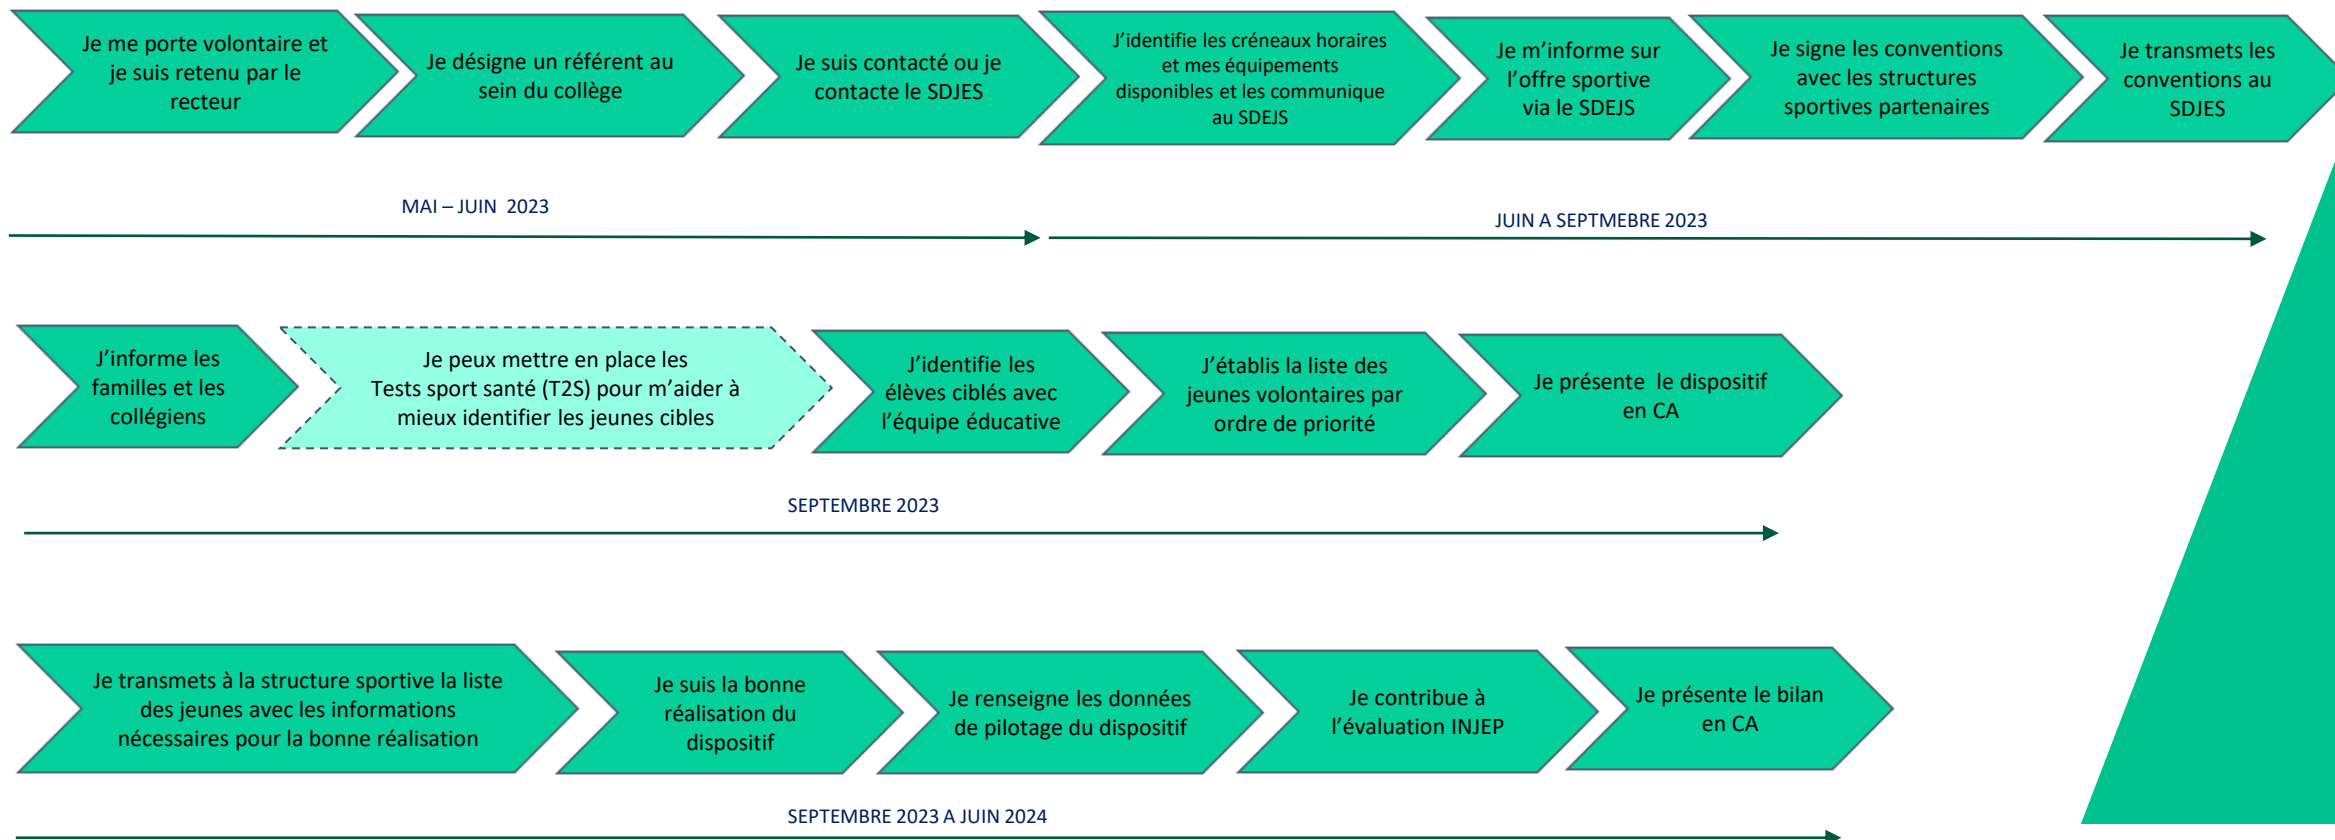 Je me porte volontaire et
je suis retenu par le
recteur
Je désigne un référent au
sein du collège
Je suis contacté ou je
contacte le SDJES
J’identifie les créneaux horaires
et mes équipements
disponibles et les communique
au SDEJS
Je m’informe sur
l’offre sportive
via le SDEJS
Je signe les conventions
avec les structures
sportives partenaires
Je transmets les
conventions au
SDJES
MAI – JUIN 2023
JUIN A SEPTMEBRE 2023
J’informe les
familles et les
collégiens
Je peux mettre en place les
Tests sport santé (T2S) pour m’aider à
mieux identifier les jeunes cibles
J’identifie les
élèves ciblés avec
l’équipe éducative
J’établis la liste des
jeunes volontaires par
ordre de priorité
Je présente le dispositif
en CA
SEPTEMBRE 2023
Je transmets à la structure sportive la liste
des jeunes avec les informations
nécessaires pour la bonne réalisation
Je suis la bonne
réalisation du
dispositif
Je renseigne les données
de pilotage du dispositif
Je contribue à
l’évaluation INJEP
Je présente le bilan
en CA
SEPTEMBRE 2023 A JUIN 2024